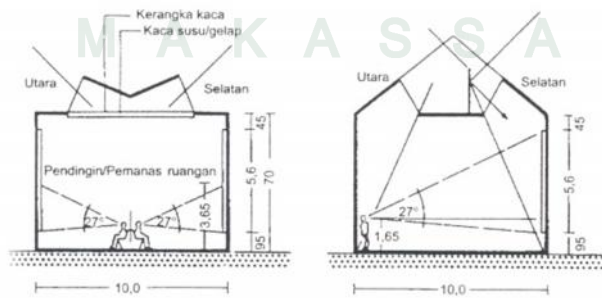 Kerangka kaca
Kaca susu/gelap
MAKASSA
Utara
Selatan
Pendingin/Pemanas ruangan
27°
27°
3,65
45
5,6
70
95
10,0
Utara
Selatan
27°
1,65
45
5,6
95
10,0